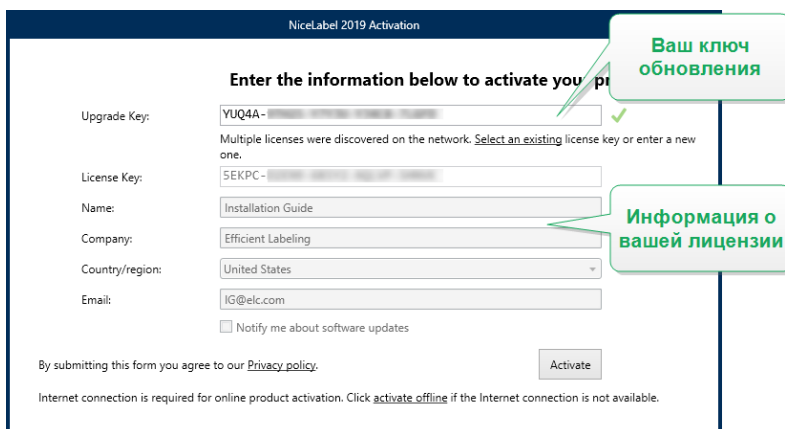 NiceLabel 2019 Activation
Ваш ключ
обновления
Enter the information below to activate your
Upgrade Key:
YUQ4A-
Multiple licenses were discovered on the network. Select an existing license key or enter a new
one.
License Key:
5EKPC-
Name:
Installation Guide
Информация о
вашей лицензии
Company:
Efficient Labeling
Country/region:
United States
Email:
IG@elc.com
Notify me about software updates
By submitting this form you agree to our Privacy policy.
Activate
Internet connection is required for online product activation. Click activate offline if the Internet connection is not available.